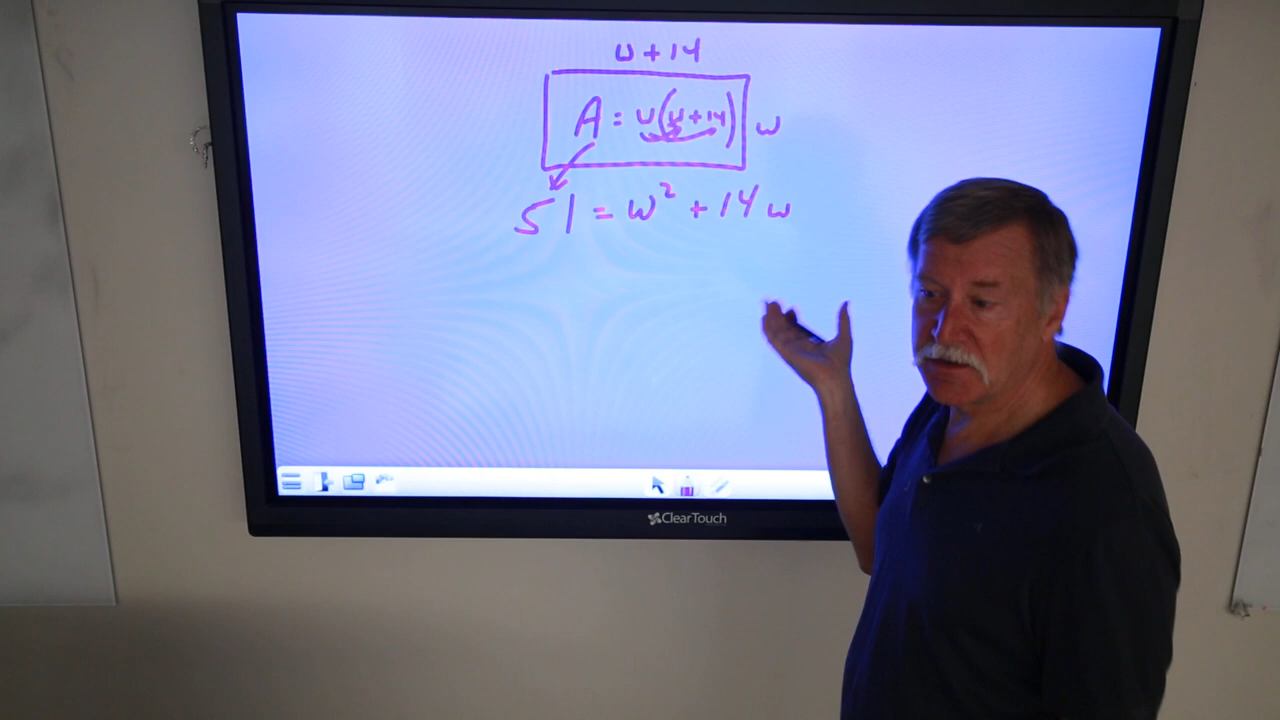 w + 14
A = w(w+14) w
51 = w² + 14w
ClearTouch